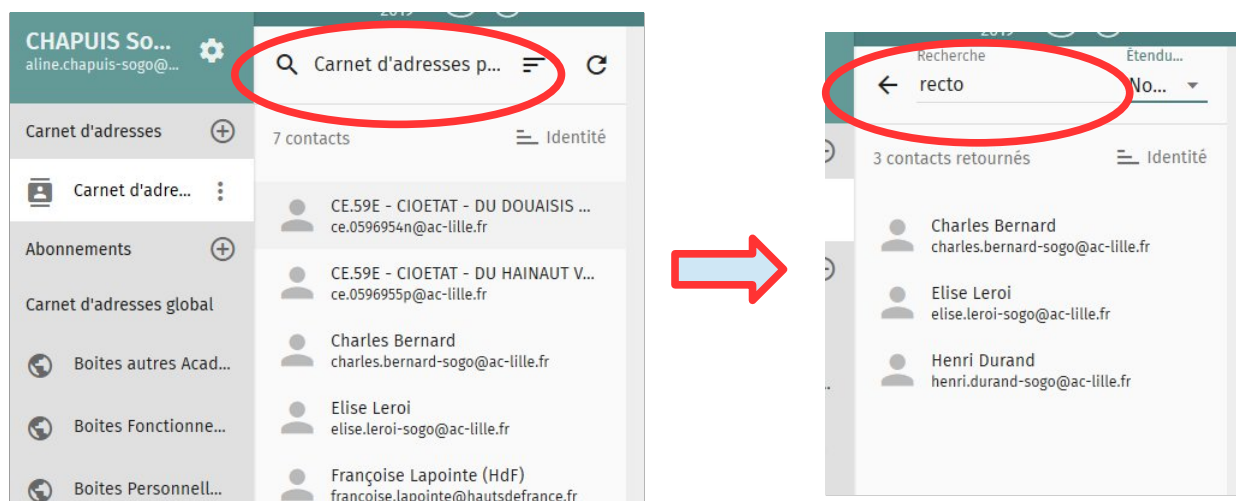 2019
CHAPUIS So...
aline.chapuis-sogo@...
Carnet d'adresses p...
Carnet d'adresses
7 contacts
Identité
Carnet d'adre...
CE.59E - CIOETAT - DU DOUAISIS ...
ce.0596954n@ac-lille.fr
Abonnements
CE.59E - CIOETAT - DU HAINAUT V...
ce.0596955p@ac-lille.fr
Carnet d'adresses global
Charles Bernard
charles.bernard-sogo@ac-lille.fr
Boites autres Acad...
Elise Leroi
elise.leroi-sogo@ac-lille.fr
Boites Fonctionne...
Françoise Lapointe (HdF)
francoise.lapointe@hautsdefrance.fr
Boites Personnell...
2019
Recherche
Étendu...
recto
No...
3 contacts retournés
Identité
Charles Bernard
charles.bernard-sogo@ac-lille.fr
Elise Leroi
elise.leroi-sogo@ac-lille.fr
Henri Durand
henri.durand-sogo@ac-lille.fr